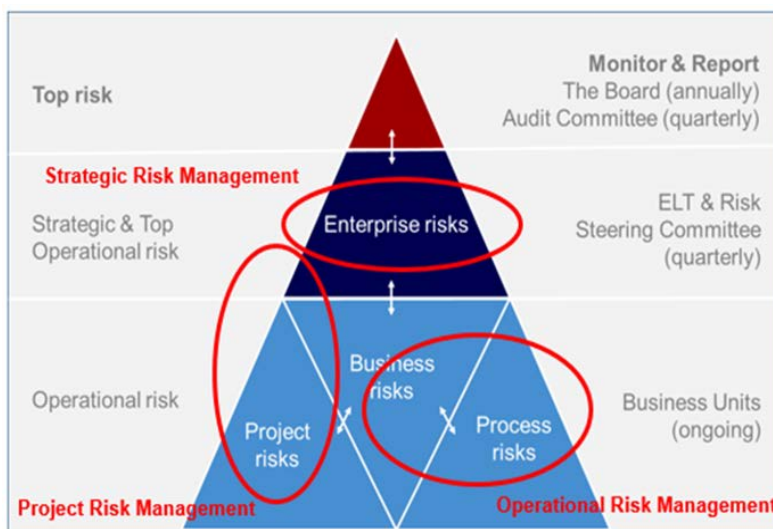 Top risk
Monitor & Report
The Board (annually)
Audit Committee (quarterly)
Strategic Risk Management
Strategic & Top
Operational risk
Enterprise risks
ELT & Risk
Steering Committee
(quarterly)
Operational risk
Business
risks
Project
risks
Process
risks
Business Units
(ongoing)
Project Risk Management
Operational Risk Management